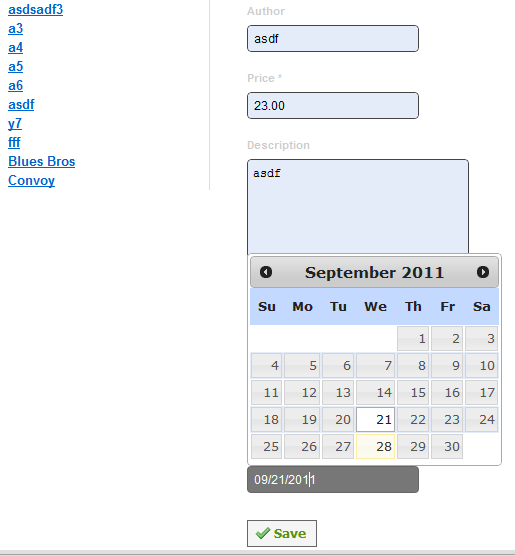 asdsadf3
a3
a4
a5
a6
asdf
y7
fff
Blues Bros
Convoy
Author
asdf
Price *
23.00
Description
asdf
September 2011
Su Mo Tu We Th Fr Sa
1 2 3
4 5 6 7 8 9 10
11 12 13 14 15 16 17
18 19 20 21 22 23 24
25 26 27 28 29 30
09/21/2011
Save